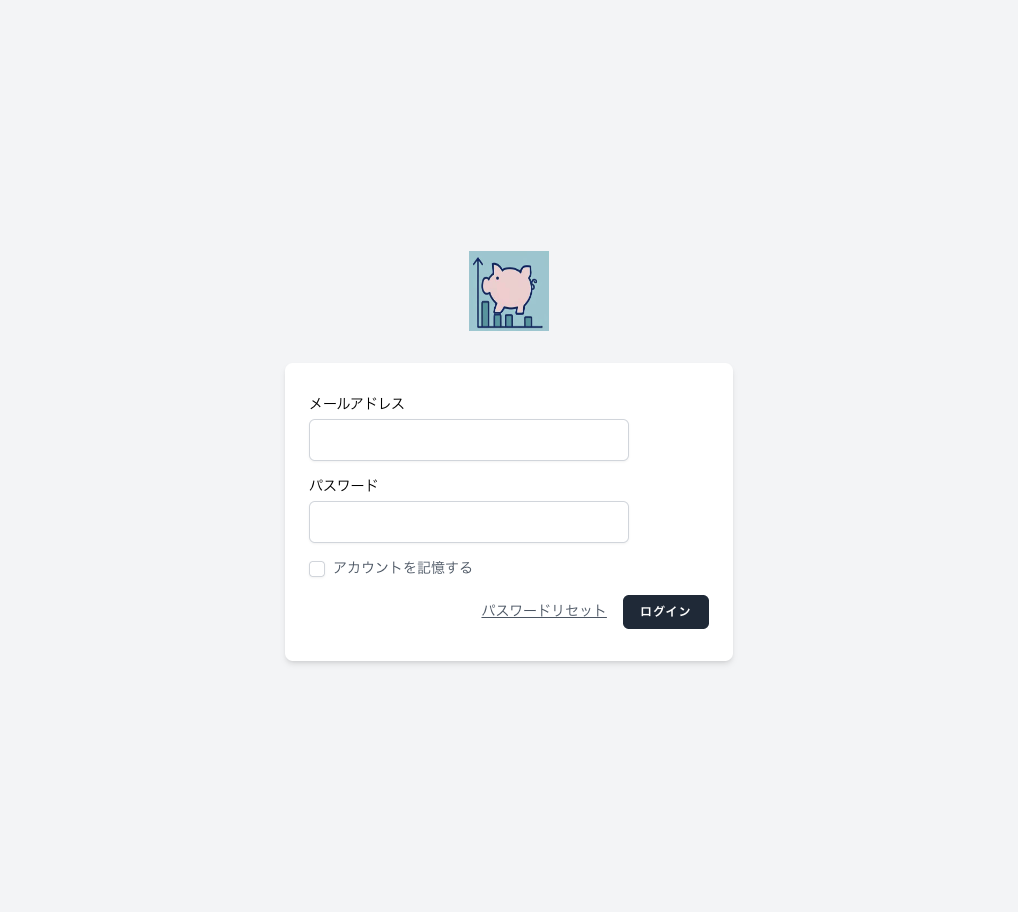 メールアドレス
パスワード
アカウントを記憶する
パスワードリセット ログイン